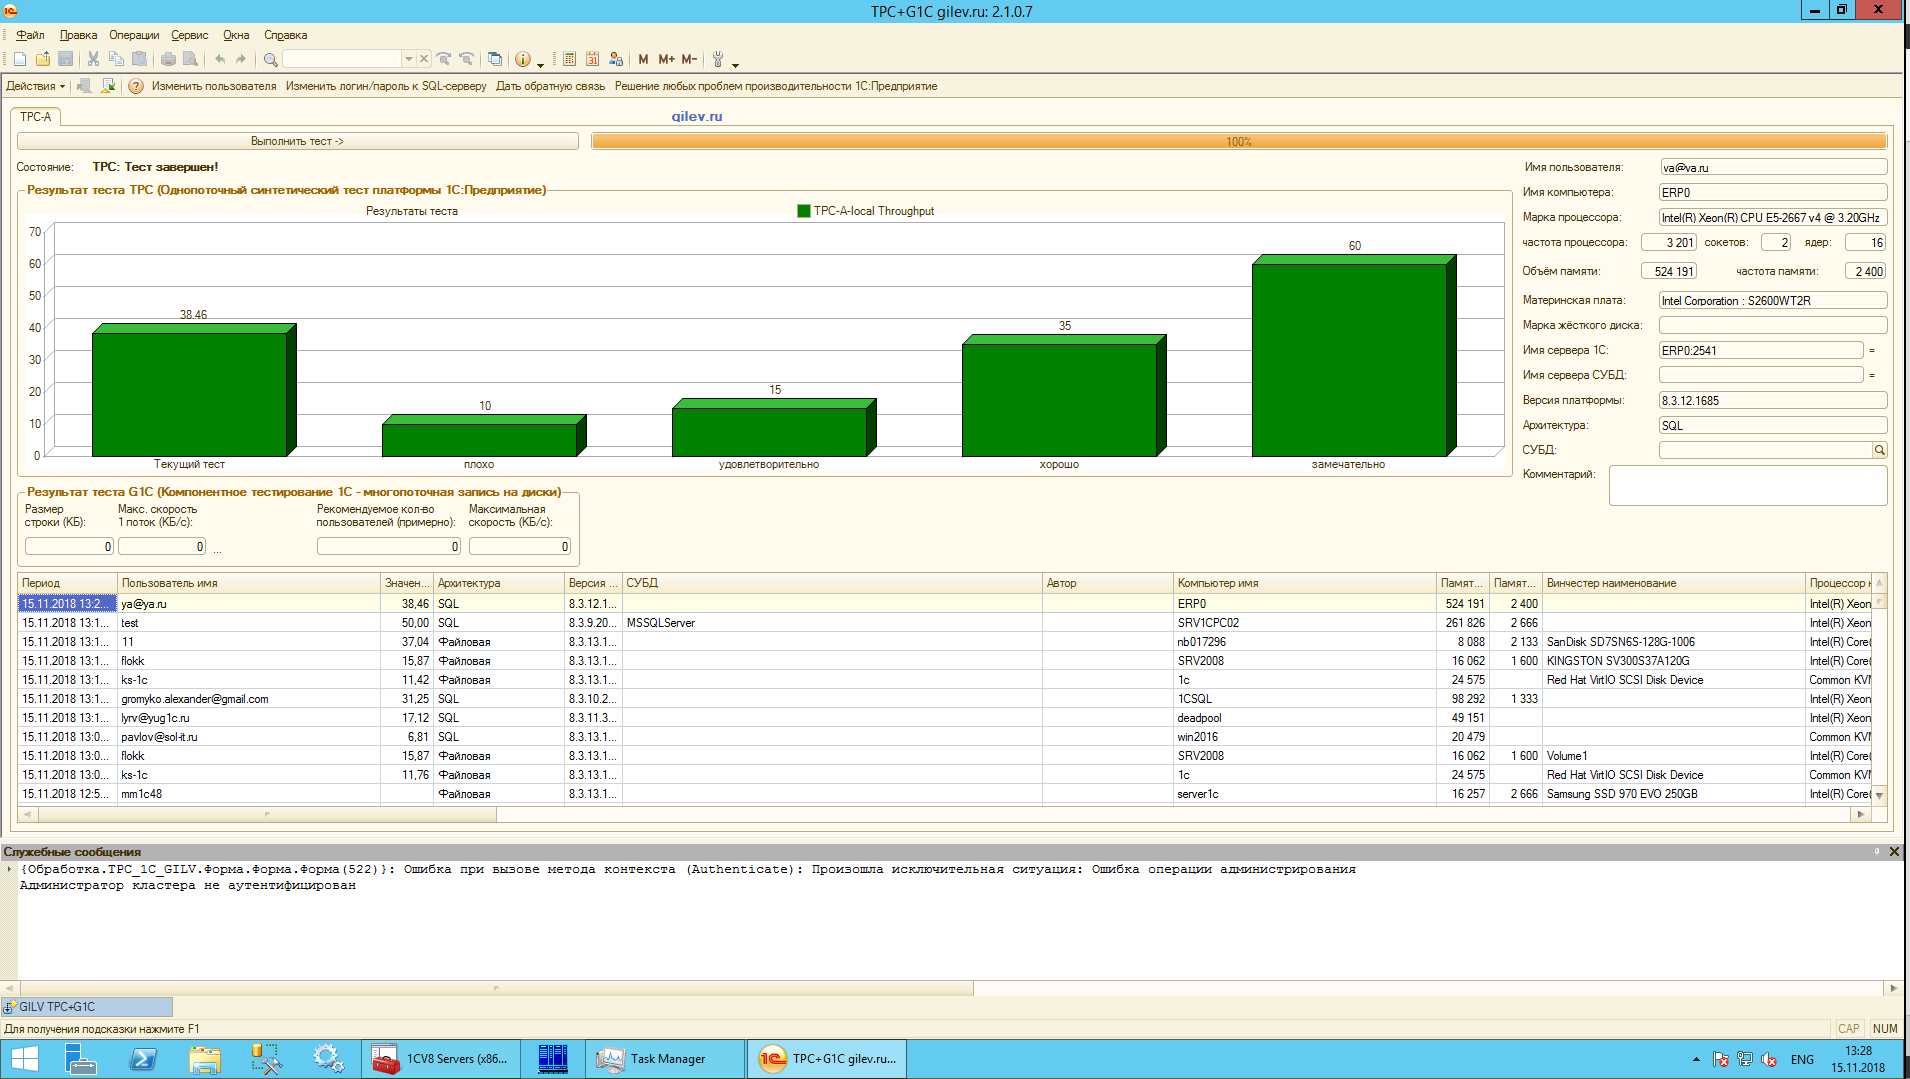 TPC+G1C gilev.ru: 2.1.0.7
Файл Правка Операции Сервис Окна Справка
M M+ M-
Действия Изменить пользователя Изменить логин/пароль к SQL-серверу Дать обратную связь Решение любых проблем производительности 1С:Предприятие
TPC-A
gilev.ru
Выполнить тест ->
100%
Состояние: TPC: Тест завершен!
Результат теста TPC (Однопоточный синтетический тест платформы 1С:Предприятие)
Результаты теста
TPC-A-local Throughput
70
60
50
40
30
20
10
0
38.46
10
15
35
60
Текущий тест
плохо
удовлетворительно
хорошо
замечательно
Имя пользователя: ya@ya.ru
Имя компьютера: ERP0
Марка процессора: Intel(R) Xeon(R) CPU E5-2667 v4 @ 3.20GHz
частота процессора: 3 201 сокетов: 2 ядер: 16
Объём памяти: 524 191 частота памяти: 2 400
Материнская плата: Intel Corporation : S2600WT2R
Марка жёсткого диска:
Имя сервера 1С: ERP0:2541 =
Имя сервера СУБД: =
Версия платформы: 8.3.12.1685
Архитектура: SQL
СУБД:
Комментарий:
Результат теста G1C (Компонентное тестирование 1С - многопоточная запись на диски)
Размер строки (КБ): 0
Макс. скорость 1 поток (КБ/с): 0 ...
Рекомендуемое кол-во пользователей (примерно): 0
Максимальная скорость (КБ/с): 0
Период Пользователь имя Значен... Архитектура Версия ... СУБД Автор Компьютер имя Памят... Памят... Винчестер наименование Процессор н
15.11.2018 13:2... ya@ya.ru 38,46 SQL 8.3.12.1... ERP0 524 191 2 400 Intel(R) Xeon
15.11.2018 13:1... test 50,00 SQL 8.3.9.20... MSSQLServer SRV1CPC02 261 826 2 666 Intel(R) Xeon
15.11.2018 13:1... 11 37,04 Файловая 8.3.13.1... nb017296 8 088 2 133 SanDisk SD7SN6S-128G-1006 Intel(R) Core(
15.11.2018 13:1... flokk 15,87 Файловая 8.3.13.1... SRV2008 16 062 1 600 KINGSTON SV300S37A120G Intel(R) Core(
15.11.2018 13:1... ks-1c 11,42 Файловая 8.3.13.1... 1c 24 575 Red Hat VirtIO SCSI Disk Device Common KVM
15.11.2018 13:1... gromyko.alexander@gmail.com 31,25 SQL 8.3.10.2... 1CSQL 98 292 1 333 Intel(R) Xeon
15.11.2018 13:1... lyrv@yug1c.ru 17,12 SQL 8.3.11.3... deadpool 49 151 Intel(R) Xeon
15.11.2018 13:0... pavlov@sol-it.ru 6,81 SQL 8.3.13.1... win2016 20 479 Common KVM
15.11.2018 13:0... flokk 15,87 Файловая 8.3.13.1... SRV2008 16 062 1 600 Volume1 Intel(R) Core(
15.11.2018 13:0... ks-1c 11,76 Файловая 8.3.13.1... 1c 24 575 Red Hat VirtIO SCSI Disk Device Common KVM
15.11.2018 12:5... mm1c48 Файловая 8.3.13.1... server1c 16 257 2 666 Samsung SSD 970 EVO 250GB Intel(R) Core(
Служебные сообщения
{Обработка.TPC_1C_GILV.Форма.Форма.Форма(522)}: Ошибка при вызове метода контекста (Authenticate): Произошла исключительная ситуация: Ошибка операции администрирования
Администратор кластера не аутентифицирован
GILV TPC+G1C
Для получения подсказки нажмите F1
CAP NUM
1CV8 Servers (x86...
Task Manager
TPC+G1C gilev.ru...
ENG
13:28
15.11.2018